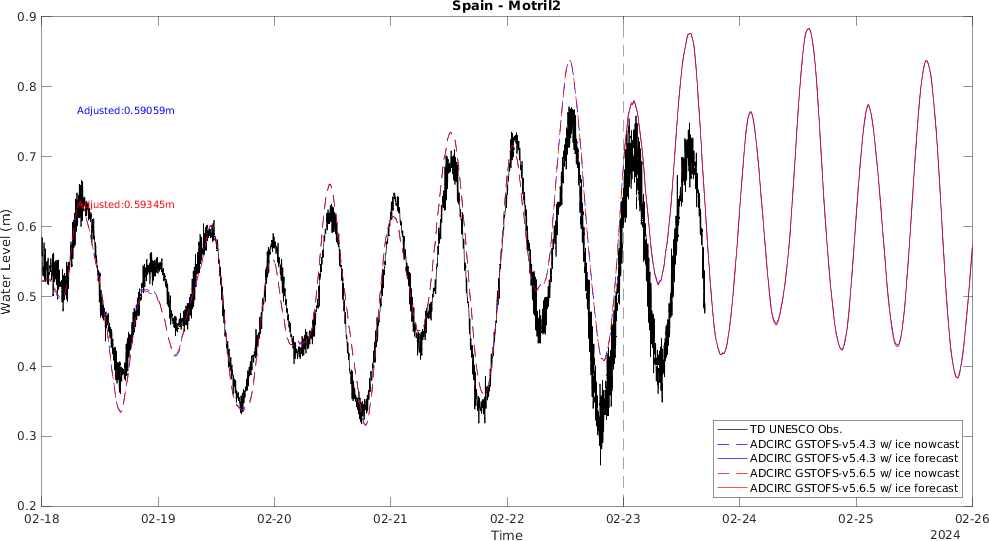 Spain - Motril2
0.9
0.8
0.7
0.6
0.5
0.4
0.3
0.2
Water Level (m)
Adjusted:0.59059m
Adjusted:0.59345m
TD UNESCO Obs.
ADCIRC GSTOFS-v5.4.3 w/ ice nowcast
ADCIRC GSTOFS-v5.4.3 w/ ice forecast
ADCIRC GSTOFS-v5.6.5 w/ ice nowcast
ADCIRC GSTOFS-v5.6.5 w/ ice forecast
02-18 02-19 02-20 02-21 02-22 02-23 02-24 02-25 02-26
Time
2024